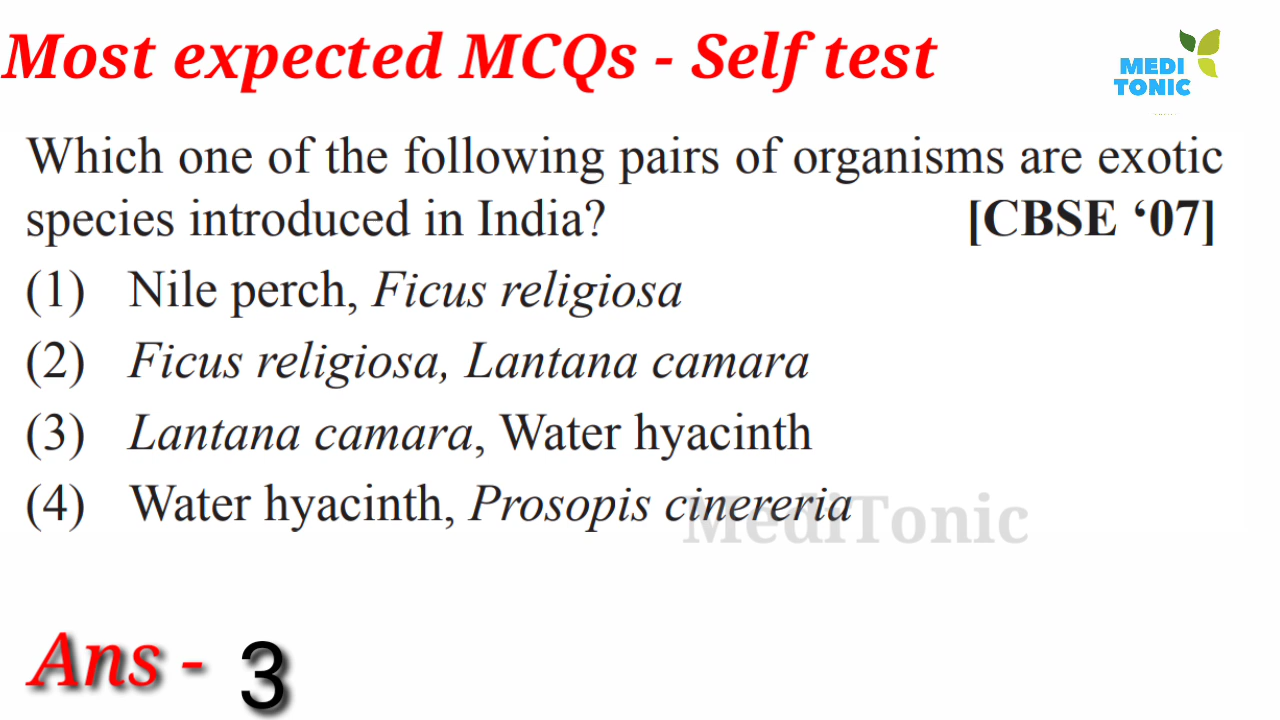 Most expected MCQs - Self test
MEDI
TONIC
Which one of the following pairs of organisms are exotic
species introduced in India? [CBSE ‘07]
(1) Nile perch, Ficus religiosa
(2) Ficus religiosa, Lantana camara
(3) Lantana camara, Water hyacinth
(4) Water hyacinth, Prosopis cinereria
MediTonic
Ans - 3